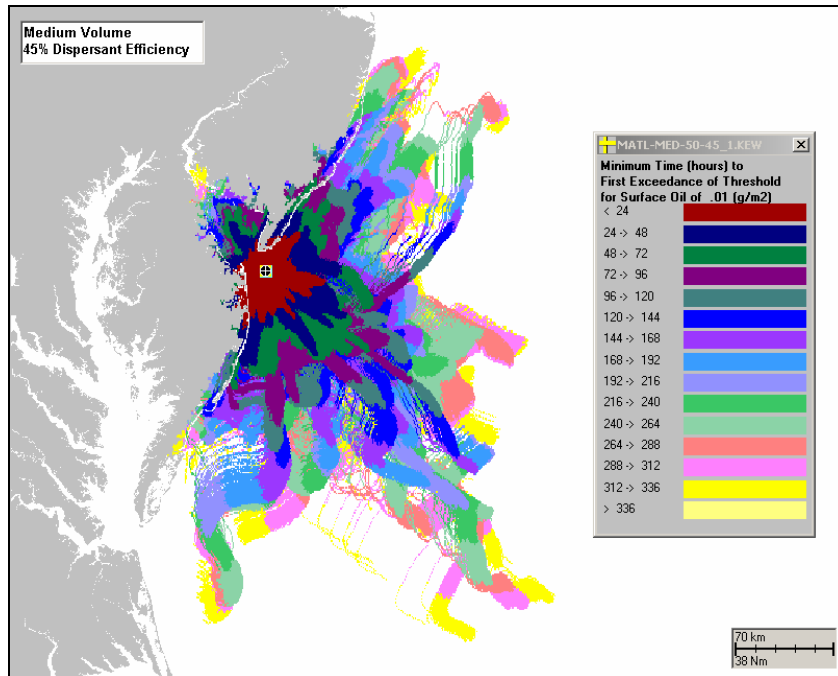 Medium Volume
45% Dispersant Efficiency
MATL-MED-50-45_1.KEW
Minimum Time (hours) to
First Exceedance of Threshold
for Surface Oil of .01 (g/m2)
< 24
24 -> 48
48 -> 72
72 -> 96
96 -> 120
120 -> 144
144 -> 168
168 -> 192
192 -> 216
216 -> 240
240 -> 264
264 -> 288
288 -> 312
312 -> 336
> 336
70 km
38 Nm